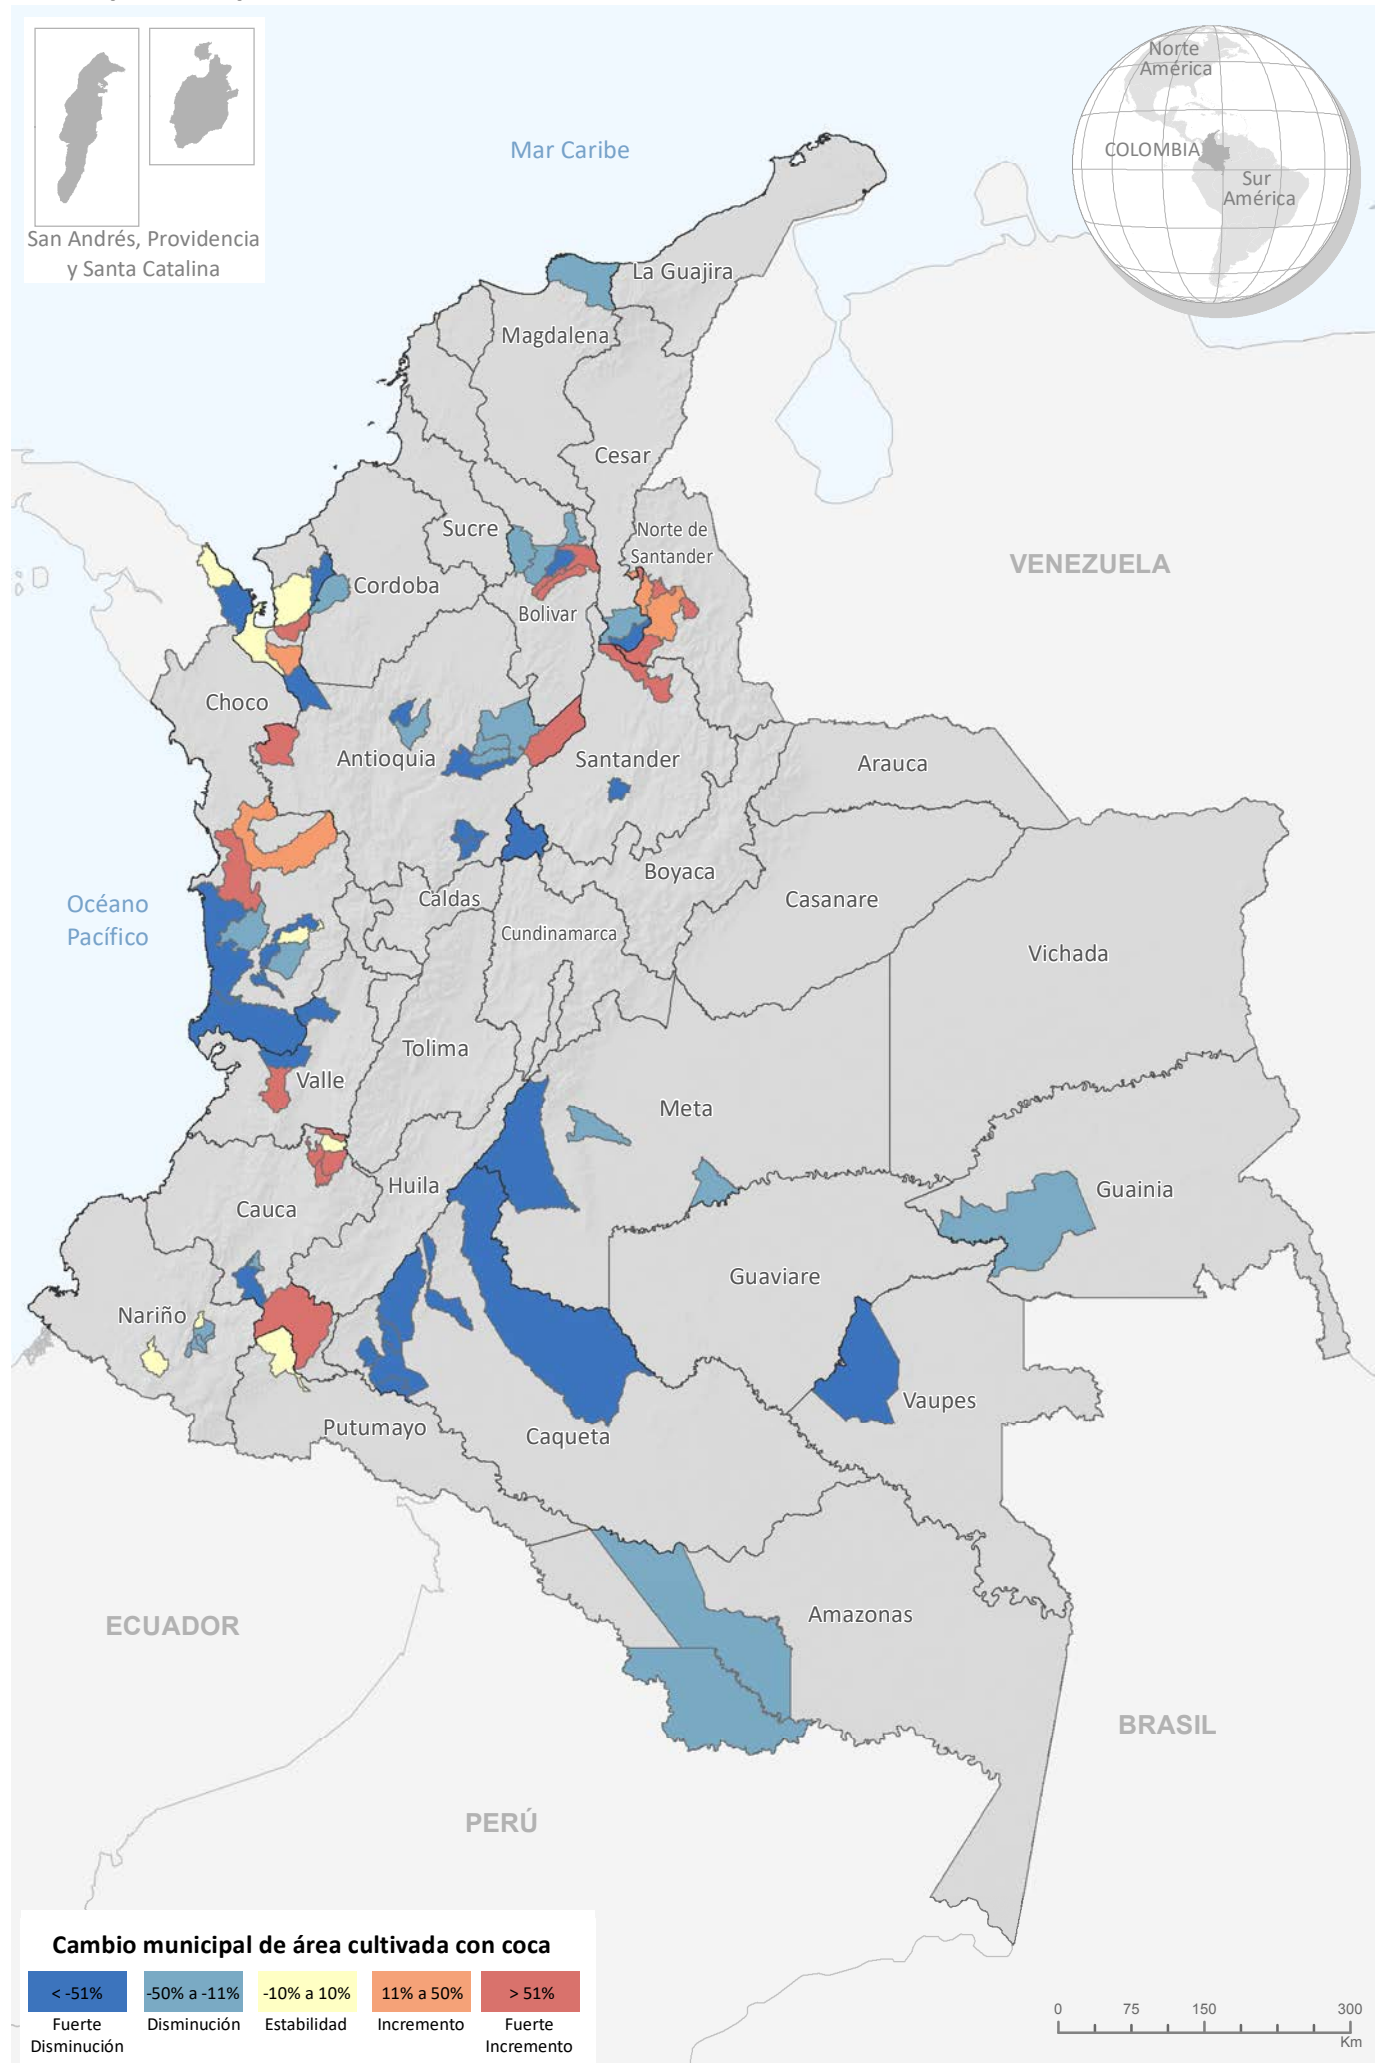 Norte
América
COLOMBIA
Sur
América
San Andrés, Providencia
y Santa Catalina
Mar Caribe
La Guajira
Magdalena
Cesar
Sucre
Norte de
Santander
VENEZUELA
Cordoba
Bolivar
Choco
Antioquia
Santander
Arauca
Boyaca
Caldas
Casanare
Océano
Pacífico
Cundinamarca
Vichada
Tolima
Valle
Meta
Huila
Cauca
Guainia
Guaviare
Nariño
Vaupes
Putumayo
Caqueta
ECUADOR
Amazonas
BRASIL
PERÚ
Cambio municipal de área cultivada con coca
< -51% -50% a -11% -10% a 10% 11% a 50% > 51%
Fuerte Disminución Estabilidad Incremento Fuerte
Disminución Incremento
0 75 150 300
Km